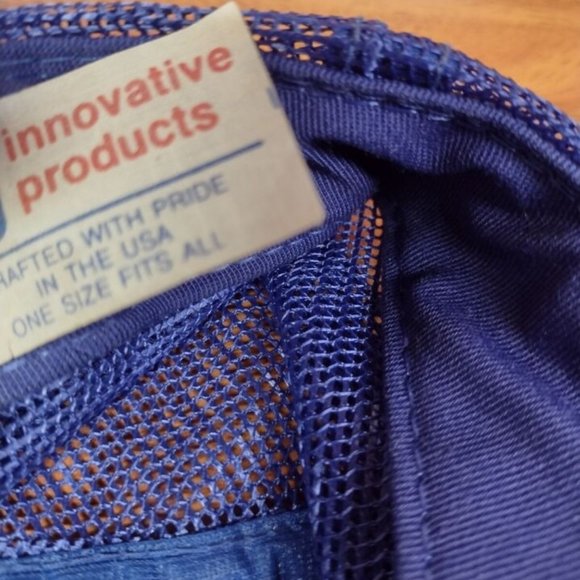 innovative
products
RAFTED WITH PRIDE
IN THE USA
ONE SIZE FITS ALL